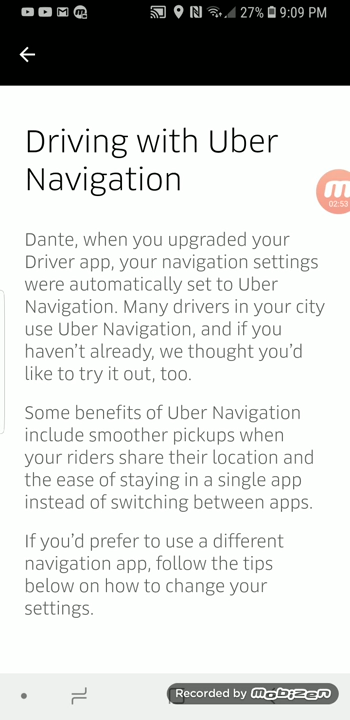 27% 9:09 PM
Driving with Uber
Navigation
02:53
Dante, when you upgraded your
Driver app, your navigation settings
were automatically set to Uber
Navigation. Many drivers in your city
use Uber Navigation, and if you
haven't already, we thought you'd
like to try it out, too.
Some benefits of Uber Navigation
include smoother pickups when
your riders share their location and
the ease of staying in a single app
instead of switching between apps.
If you'd prefer to use a different
navigation app, follow the tips
below on how to change your
settings.
Recorded by mobizen